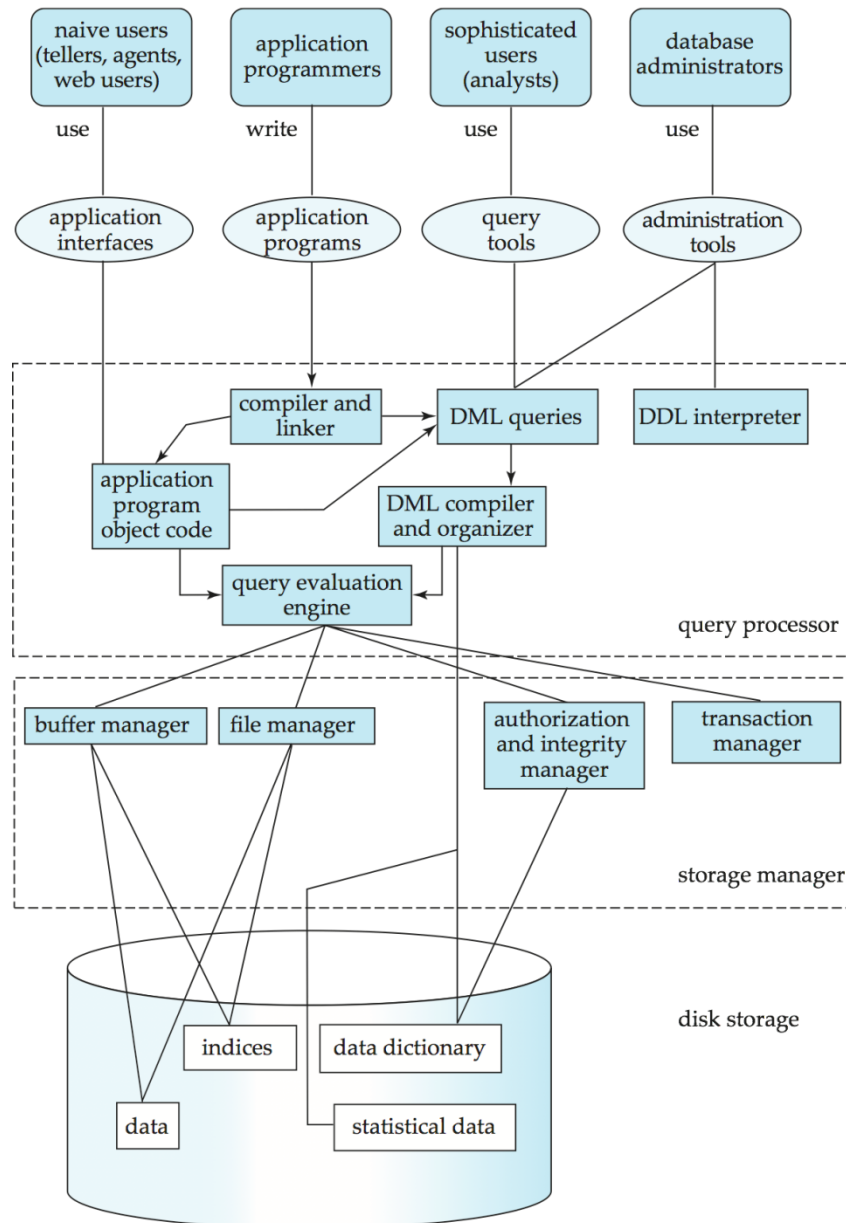 naive users
(tellers, agents,
web users)
application
programmers
sophisticated
users
(analysts)
database
administrators
use
write
use
use
application
interfaces
application
programs
query
tools
administration
tools
compiler and
linker
DML queries
DDL interpreter
application
program
object code
DML compiler
and organizer
query evaluation
engine
query processor
buffer manager
file manager
authorization
and integrity
manager
transaction
manager
storage manager
disk storage
indices
data dictionary
data
statistical data